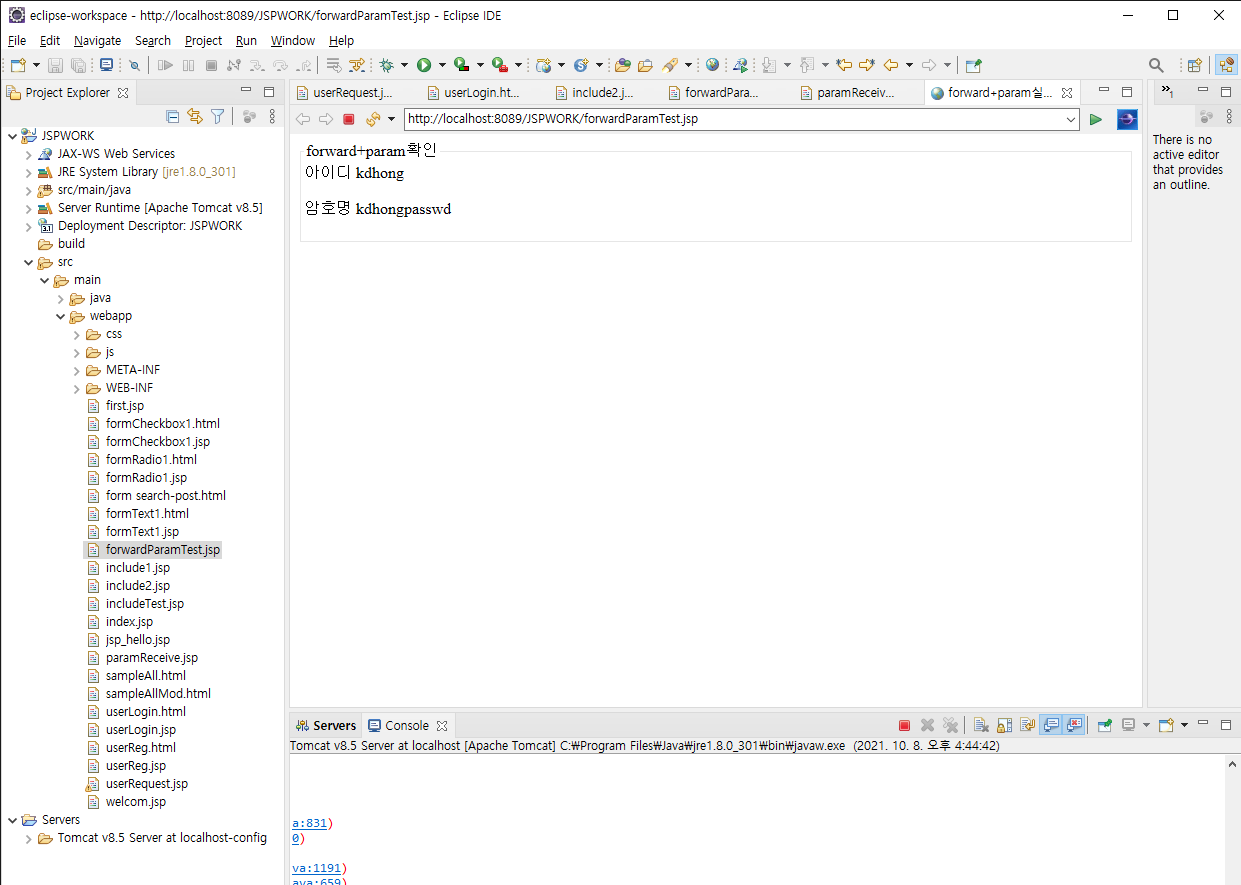 eclipse-workspace - http://localhost:8089/JSPWORK/forwardParamTest.jsp - Eclipse IDE
File Edit Navigate Search Project Run Window Help
Project Explorer
JSPWORK
JAX-WS Web Services
JRE System Library [jre1.8.0_301]
src/main/java
Server Runtime [Apache Tomcat v8.5]
Deployment Descriptor: JSPWORK
build
src
main
java
webapp
css
js
META-INF
WEB-INF
first.jsp
formCheckbox1.html
formCheckbox1.jsp
formRadio1.html
formRadio1.jsp
form search-post.html
formText1.html
formText1.jsp
forwardParamTest.jsp
include1.jsp
include2.jsp
includeTest.jsp
index.jsp
jsp_hello.jsp
paramReceive.jsp
sampleAll.html
sampleAllMod.html
userLogin.html
userLogin.jsp
userReg.html
userReg.jsp
userRequest.jsp
welcom.jsp
Servers
Tomcat v8.5 Server at localhost-config
userRequest.j... userLogin.ht... include2.j... forwardPara... paramReceiv... forward+param실...
http://localhost:8089/JSPWORK/forwardParamTest.jsp
forward+param확인
아이디 kdhong
암호명 kdhongpasswd
»1
There is no
active editor
that provides
an outline.
Servers Console
Tomcat v8.5 Server at localhost [Apache Tomcat] C:₩Program Files₩Java₩jre1.8.0_301₩bin₩javaw.exe (2021. 10. 8. 오후 4:44:42)
a:831)
0)
va:1191)
ava:659)